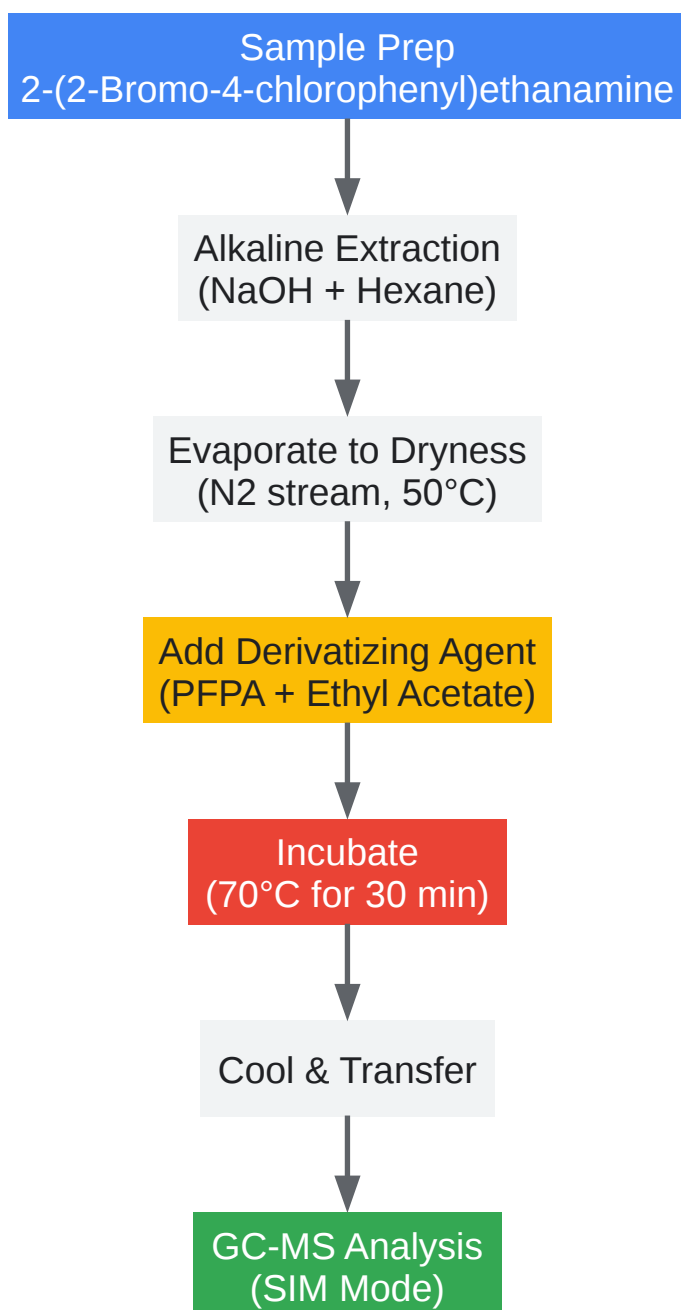 Sample Prep
2-(2-Bromo-4-chlorophenyl)ethanamine
Alkaline Extraction
(NaOH + Hexane)
Evaporate to Dryness
(N2 stream, 50°C)
Add Derivatizing Agent
(PFPA + Ethyl Acetate)
Incubate
(70°C for 30 min)
Cool & Transfer
GC-MS Analysis
(SIM Mode)